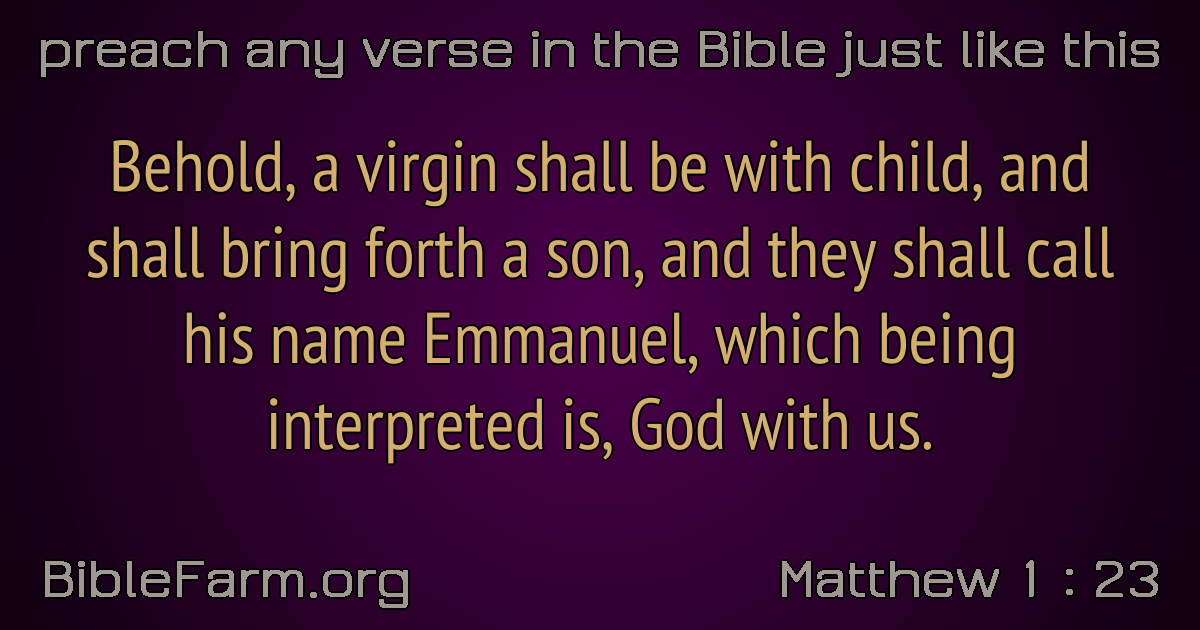 preach any verse in the Bible just like this
Behold, a virgin shall be with child, and
shall bring forth a son, and they shall call
his name Emmanuel, which being
interpreted is, God with us.
BibleFarm.org
Matthew 1 : 23